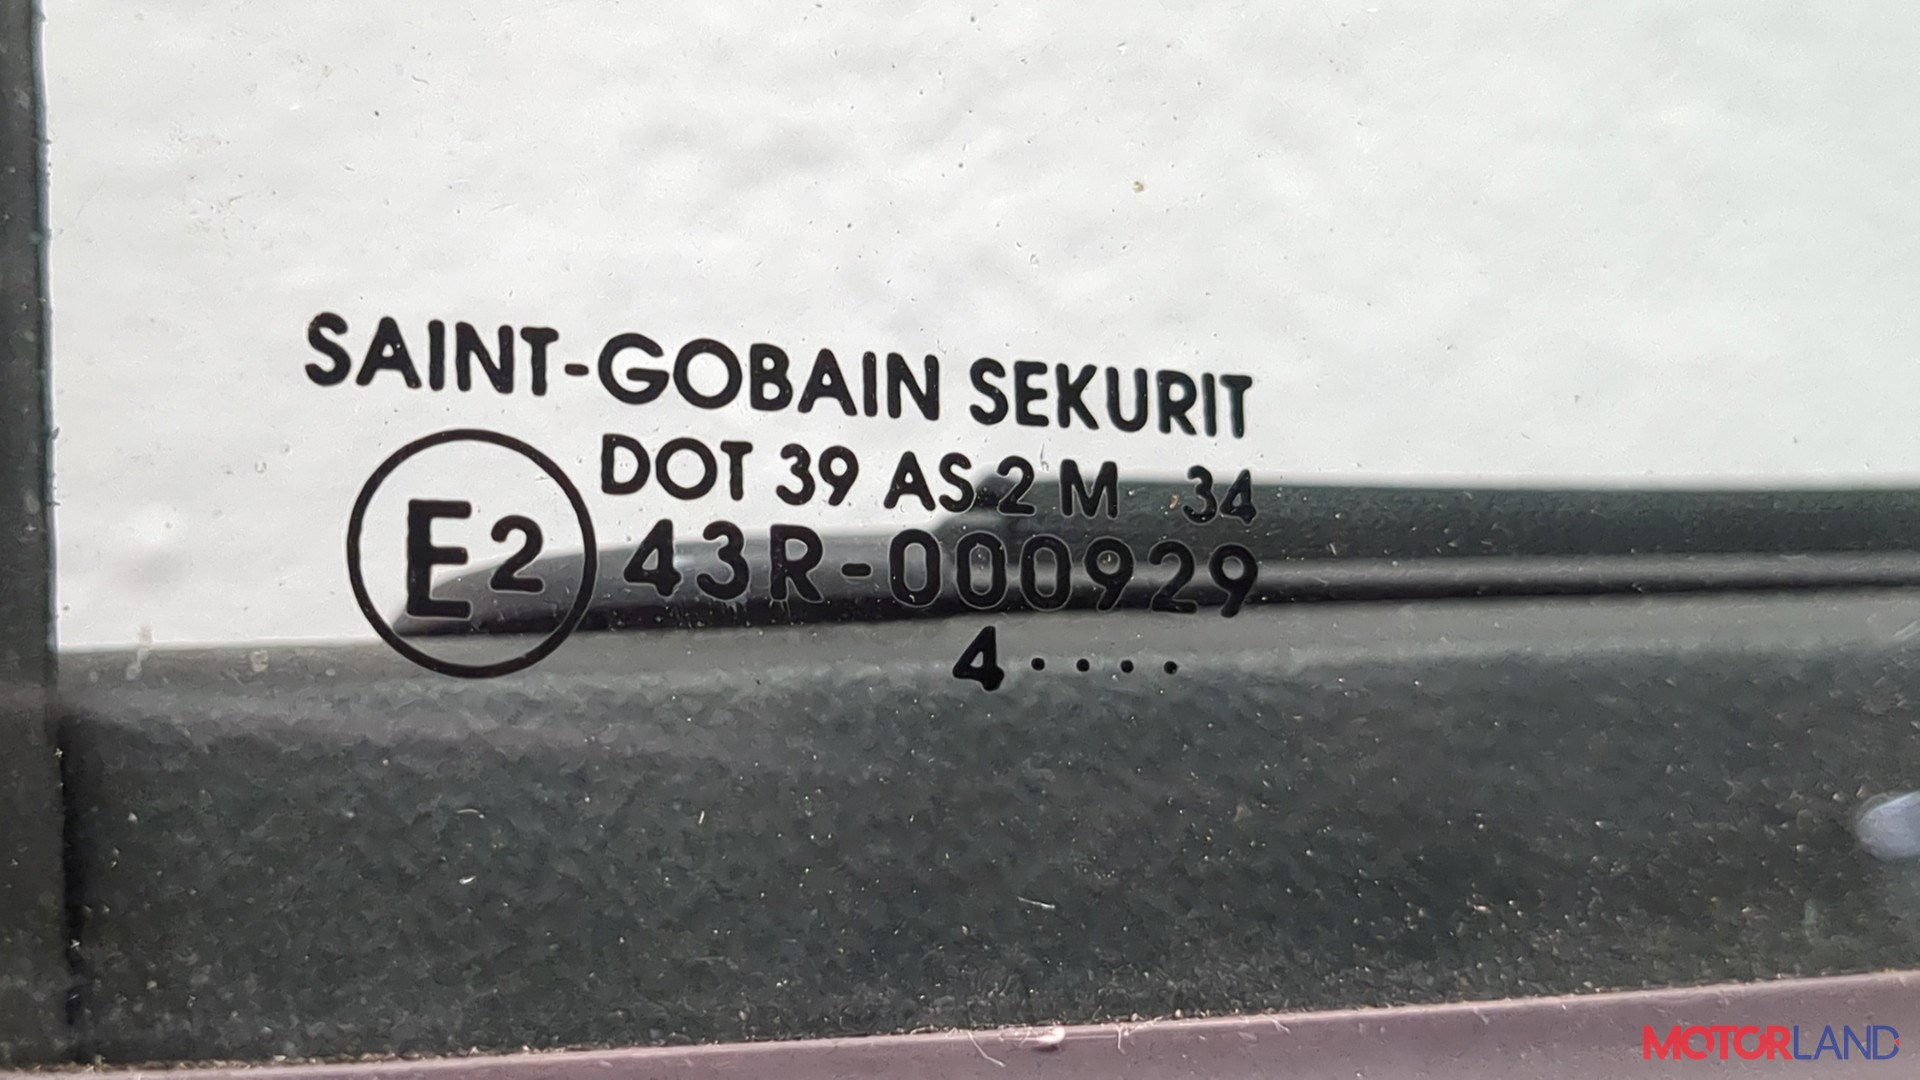 SAINT-GOBAIN SEKURIT
DOT 39 AS 2 M 34
E2 43R-000929
4 · · · ·
MOTORLAND